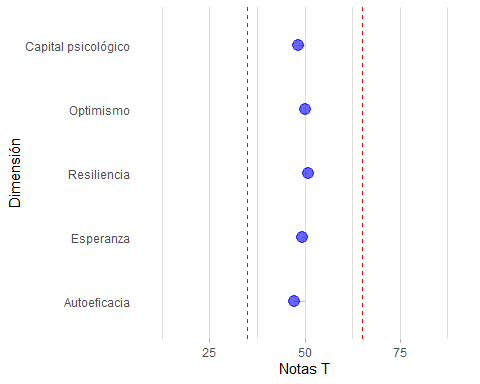 Capital psicológico
Optimismo
Resiliencia
Esperanza
Autoeficacia
Dimensión
25 50 75
Notas T